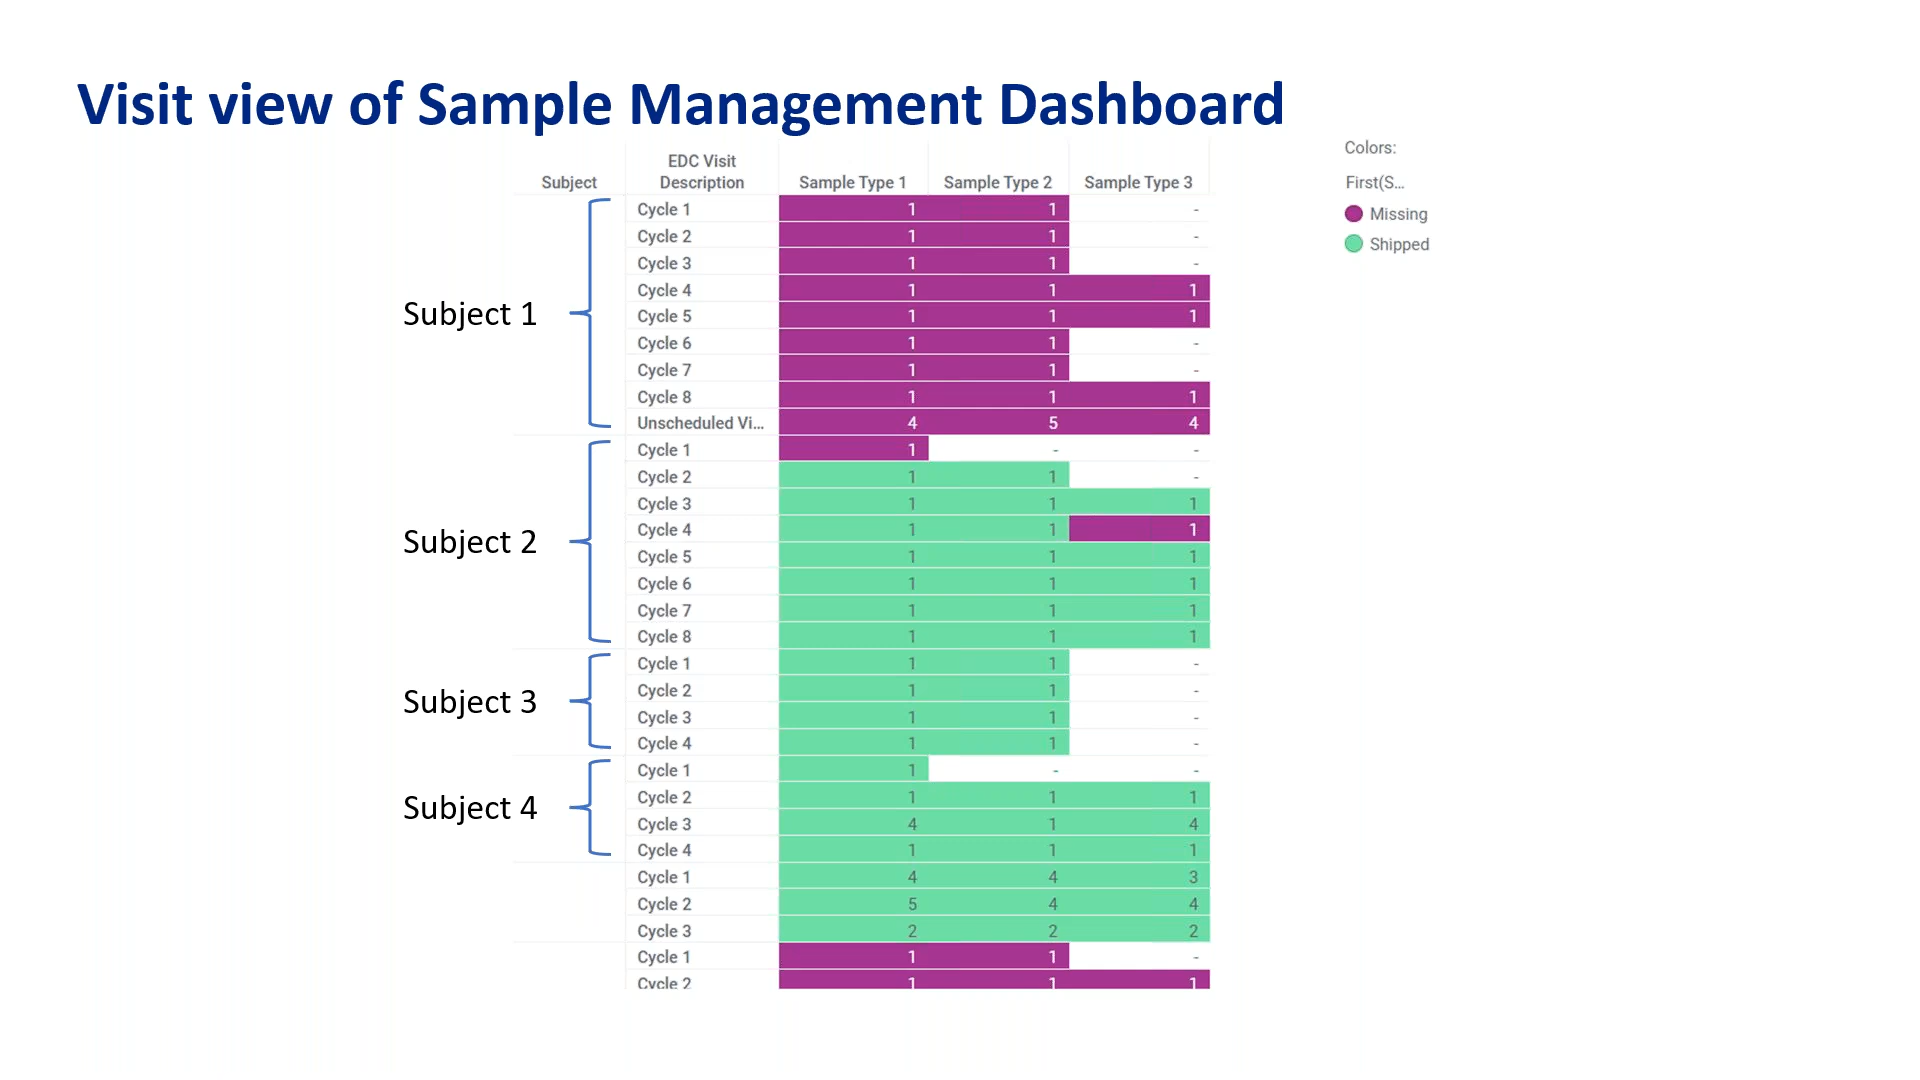 Visit view of Sample Management Dashboard
Colors:
First(S...
Missing
Shipped
Subject EDC Visit Description Sample Type 1 Sample Type 2 Sample Type 3
Subject 1
Cycle 1 1 1 -
Cycle 2 1 1 -
Cycle 3 1 1 -
Cycle 4 1 1 1
Cycle 5 1 1 1
Cycle 6 1 1 -
Cycle 7 1 1 -
Cycle 8 1 1 1
Unscheduled Vi... 4 5 4
Subject 2
Cycle 1 1 - -
Cycle 2 1 1 -
Cycle 3 1 1 1
Cycle 4 1 1 1
Cycle 5 1 1 1
Cycle 6 1 1 1
Cycle 7 1 1 1
Cycle 8 1 1 1
Subject 3
Cycle 1 1 1 -
Cycle 2 1 1 -
Cycle 3 1 1 -
Cycle 4 1 1 -
Subject 4
Cycle 1 1 - -
Cycle 2 1 1 1
Cycle 3 4 1 4
Cycle 4 1 1 1
Cycle 1 4 4 3
Cycle 2 5 4 4
Cycle 3 2 2 2
Cycle 1 1 1 -
Cycle 2 1 1 1